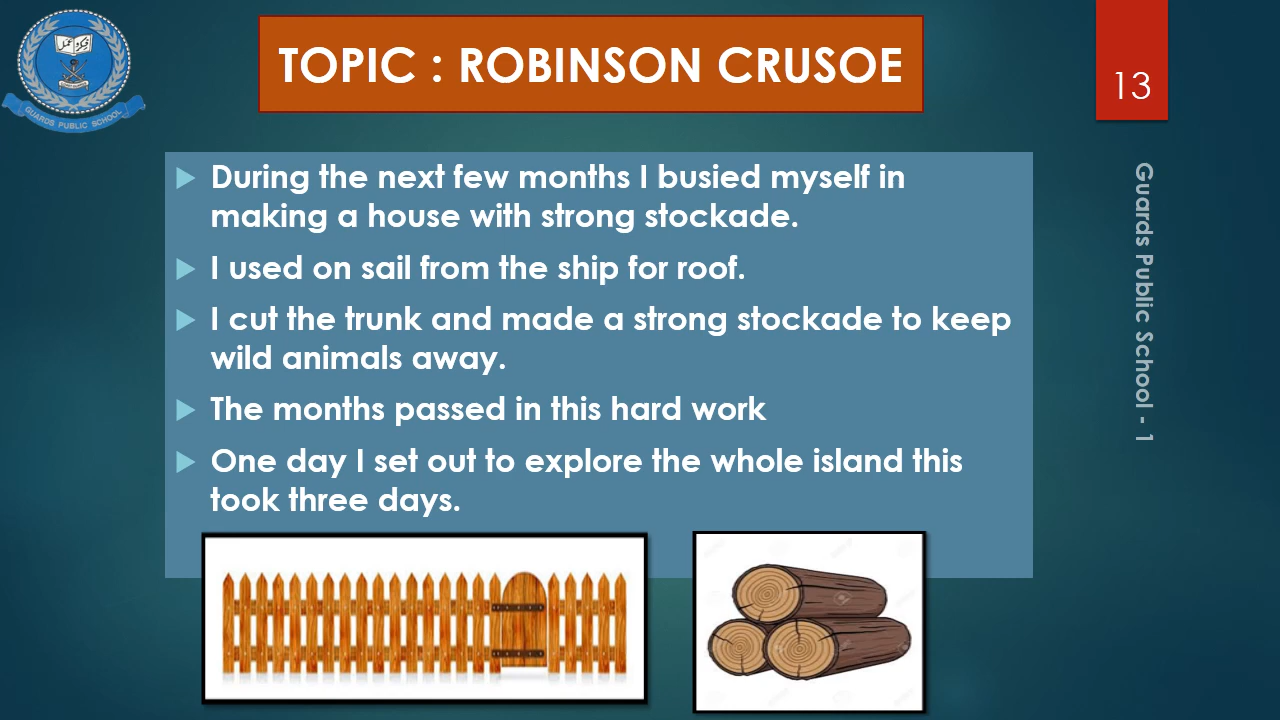 TOPIC : ROBINSON CRUSOE
13
During the next few months I busied myself in
making a house with strong stockade.
I used on sail from the ship for roof.
I cut the trunk and made a strong stockade to keep
wild animals away.
The months passed in this hard work
One day I set out to explore the whole island this
took three days.
Guards Public School - 1
GUARDS PUBLIC SCHOOL